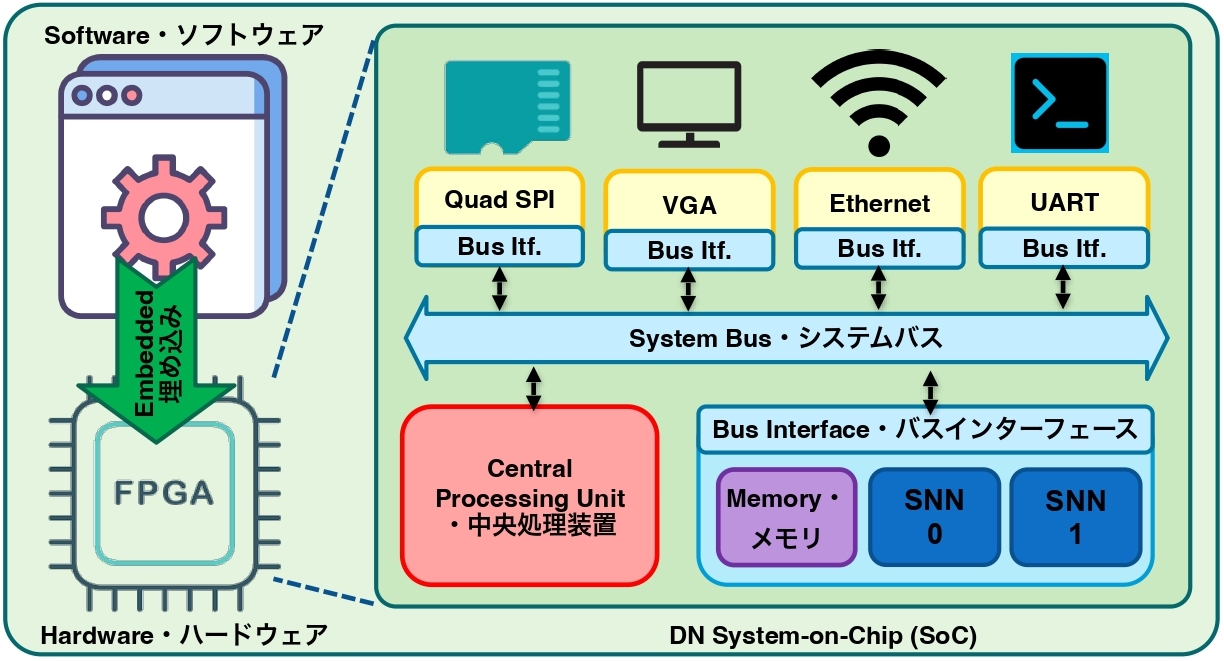 Software・ソフトウェア
Embedded
埋め込み
FPGA
Hardware・ハードウェア
Quad SPI
Bus Itf.
VGA
Bus Itf.
Ethernet
Bus Itf.
>_
UART
Bus Itf.
System Bus・システムバス
Central
Processing Unit
・中央処理装置
Bus Interface・バスインターフェース
Memory・
メモリ
SNN
0
SNN
1
DN System-on-Chip (SoC)